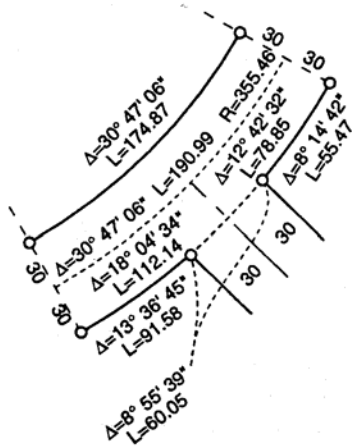 30
30
Δ=30° 47' 06"
L=174.87
R=355.46'
Δ=30° 47' 06" L=190.99
Δ=12° 42' 32"
L=78.85
Δ=8° 14' 42"
L=55.47
30
30
Δ=18° 04' 34"
L=112.14
30
30
Δ=13° 36' 45"
L=91.58
Δ=8° 55' 39"
L=60.05